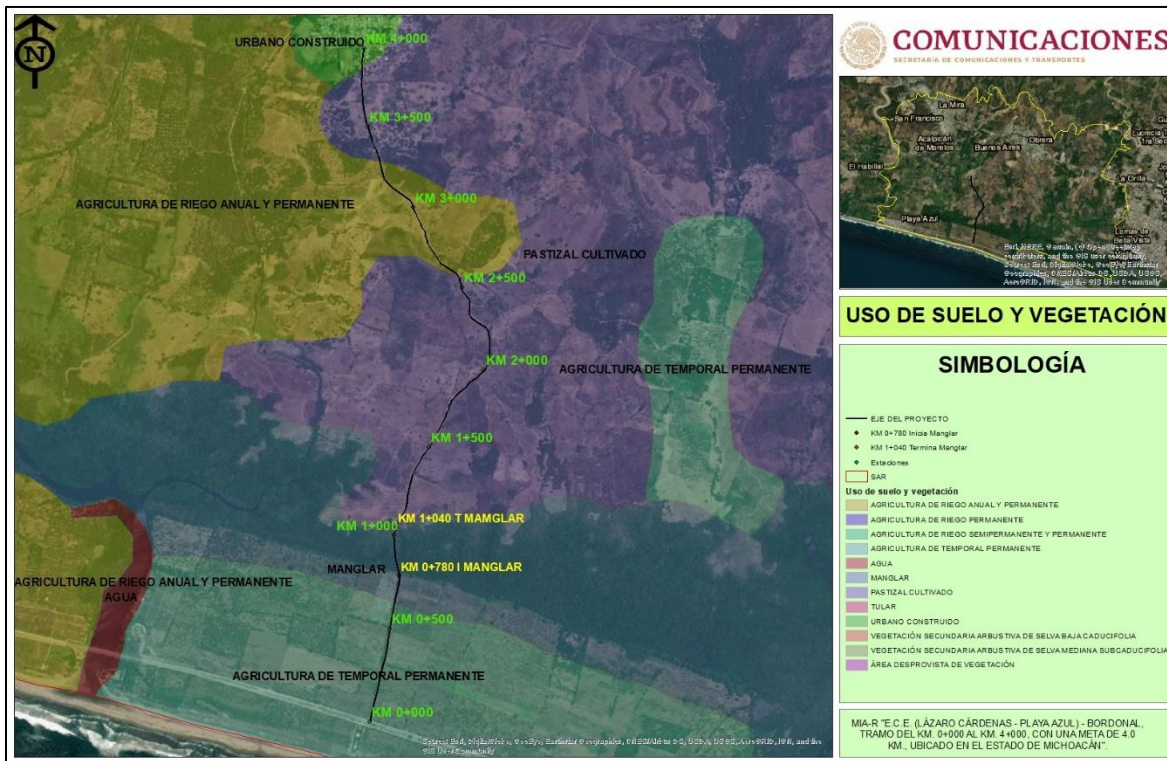 N
URBANO CONSTRUIDO
KM 4+000
KM 3+500
AGRICULTURA DE RIEGO ANUAL Y PERMANENTE
KM 3+000
PASTIZAL CULTIVADO
KM 2+500
KM 2+000
AGRICULTURA DE TEMPORAL PERMANENTE
KM 1+500
KM 1+040 T MAMGLAR
KM 1+000
MANGLAR
KM 0+780 I MANGLAR
AGRICULTURA DE RIEGO ANUAL Y PERMANENTE
AGUA
KM 0+500
AGRICULTURA DE TEMPORAL PERMANENTE
KM 0+000
COMUNICACIONES
SECRETARÍA DE COMUNICACIONES Y TRANSPORTES
La Mira
San Francisco
Acalpican
de Morelos
Buenos Aires
Obrera
El Habillal
La Orilla
Playa Azul
Lomas de
Bella Vista
USO DE SUELO Y VEGETACIÓN
SIMBOLOGÍA
EJE DEL PROYECTO
KM 0+780 Inicia Manglar
KM 1+040 Termina Manglar
Estaciones
SAR
Uso de suelo y vegetación
AGRICULTURA DE RIEGO ANUAL Y PERMANENTE
AGRICULTURA DE RIEGO PERMANENTE
AGRICULTURA DE RIEGO SEMIPERMANENTE Y PERMANENTE
AGRICULTURA DE TEMPORAL PERMANENTE
AGUA
MANGLAR
PASTIZAL CULTIVADO
TULAR
URBANO CONSTRUIDO
VEGETACIÓN SECUNDARIA ARBUSTIVA DE SELVA BAJA CADUCIFOLIA
VEGETACIÓN SECUNDARIA ARBUSTIVA DE SELVA MEDIANA SUBCADUCIFOLIA
ÁREA DESPROVISTA DE VEGETACIÓN
MIA-R "E.C.E. (LÁZARO CÁRDENAS - PLAYA AZUL) - BORDONAL,
TRAMO DEL KM. 0+000 AL KM. 4+000, CON UNA META DE 4.0
KM., UBICADO EN EL ESTADO DE MICHOACÁN".